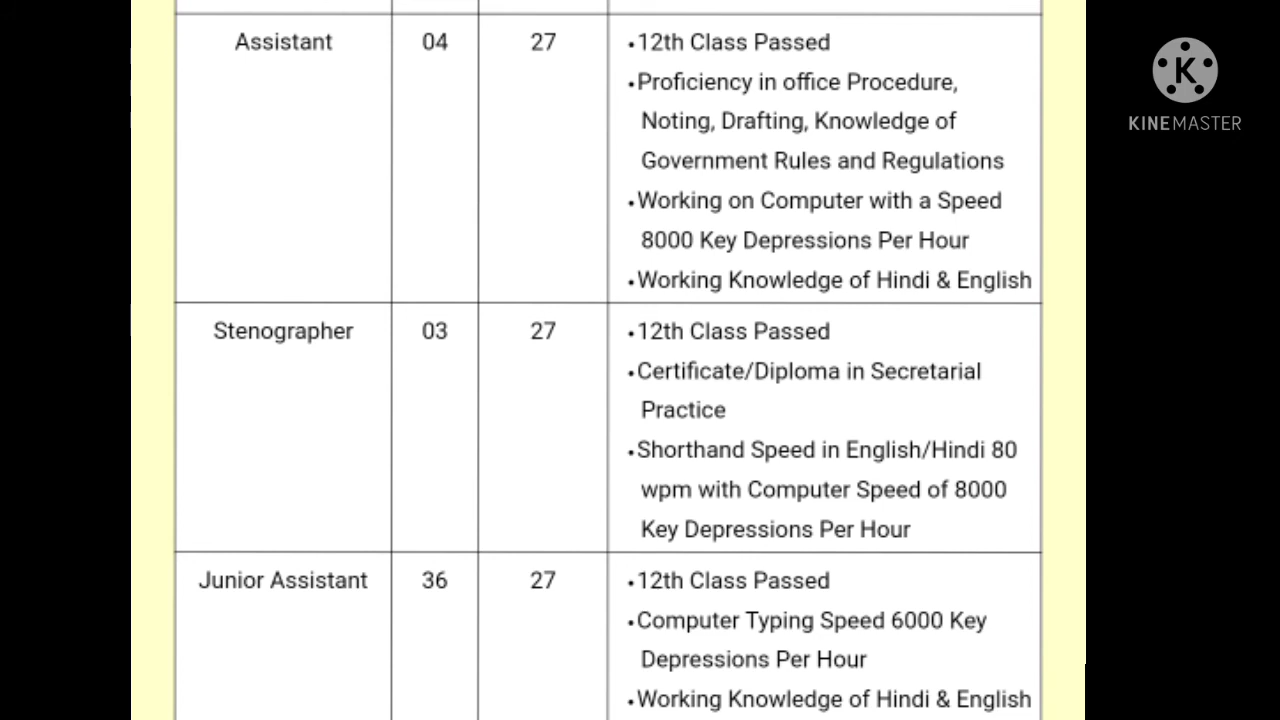 Assistant 04 27 •12th Class Passed
•Proficiency in office Procedure,
Noting, Drafting, Knowledge of
Government Rules and Regulations
•Working on Computer with a Speed
8000 Key Depressions Per Hour
•Working Knowledge of Hindi & English
Stenographer 03 27 •12th Class Passed
•Certificate/Diploma in Secretarial
Practice
•Shorthand Speed in English/Hindi 80
wpm with Computer Speed of 8000
Key Depressions Per Hour
Junior Assistant 36 27 •12th Class Passed
•Computer Typing Speed 6000 Key
Depressions Per Hour
•Working Knowledge of Hindi & English
K
KINEMASTER